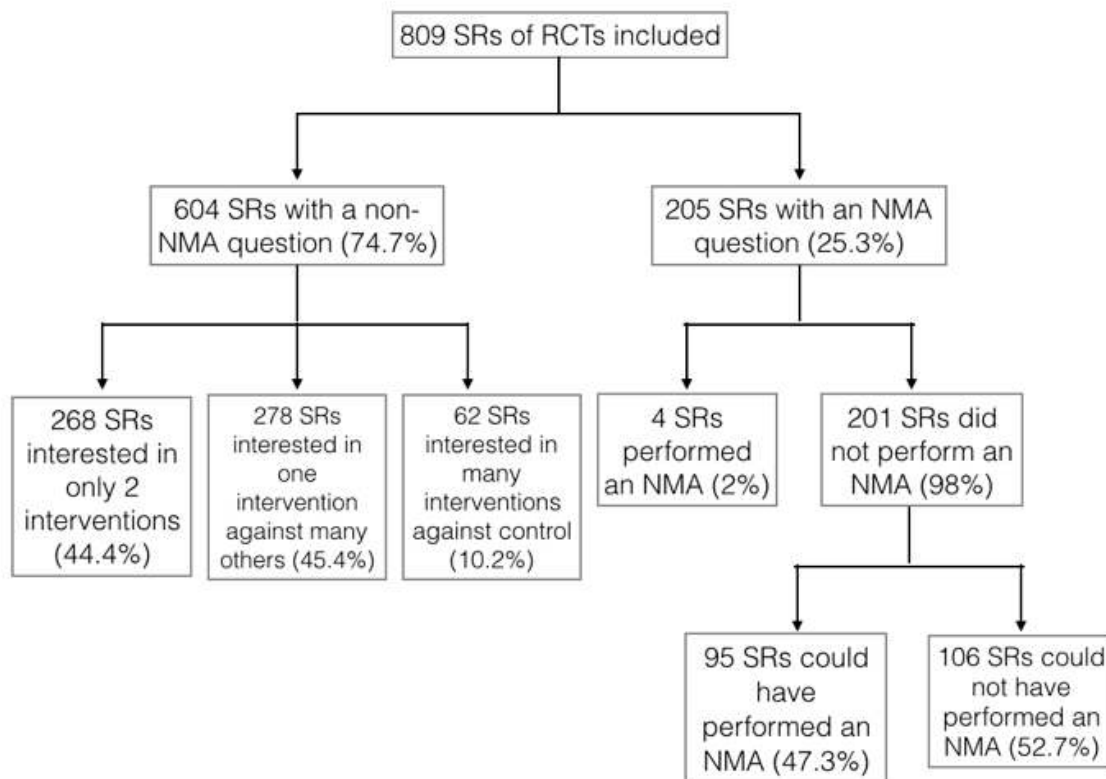 809 SRs of RCTs included
604 SRs with a non-
NMA question (74.7%)
205 SRs with an NMA
question (25.3%)
268 SRs
interested in
only 2
interventions
(44.4%)
278 SRs
interested in
one
intervention
against many
others (45.4%)
62 SRs
interested in
many
interventions
against control
(10.2%)
4 SRs
performed
an NMA (2%)
201 SRs did
not perform an
NMA (98%)
95 SRs could
have
performed an
NMA (47.3%)
106 SRs could
not have
performed an
NMA (52.7%)